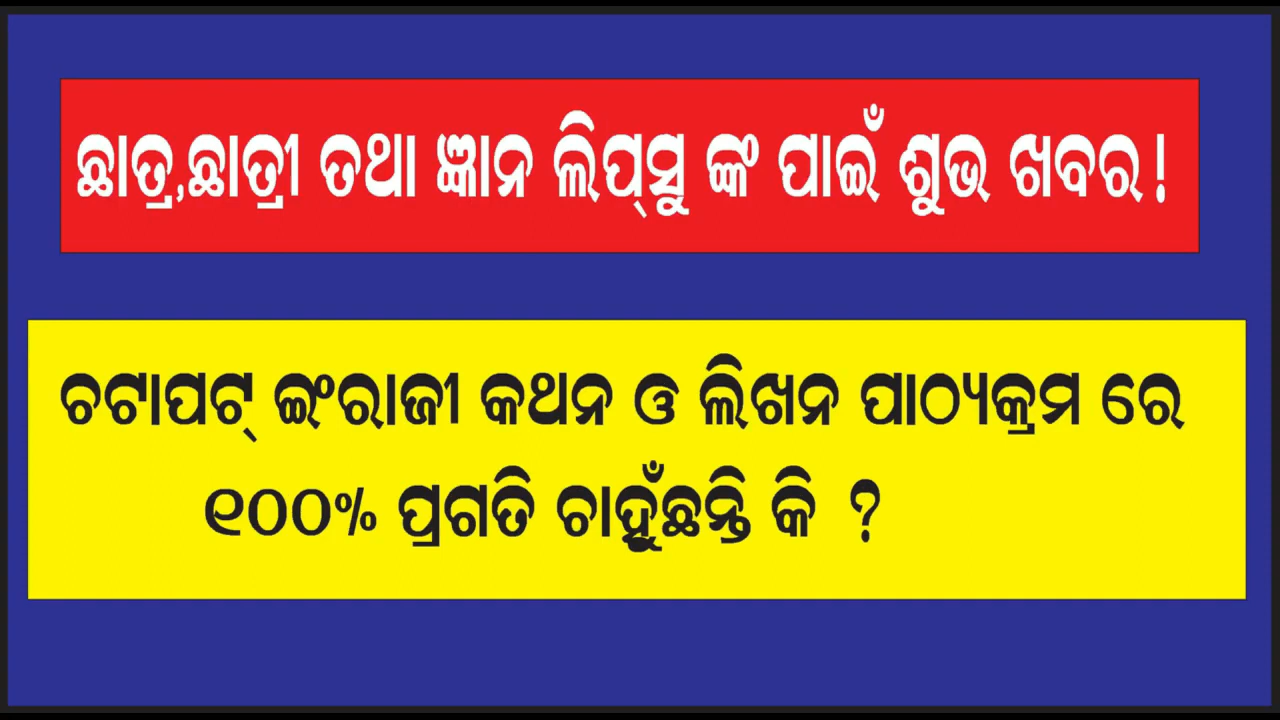 ଛାତ୍ର,ଛାତ୍ରୀ ତଥା ଜ୍ଞାନ ଲିପ୍‌ସୁ ଙ୍କ ପାଇଁ ଶୁଭ ଖବର!
ଚଟାପଟ୍ ଇଂରାଜୀ କଥନ ଓ ଲିଖନ ପାଠ୍ୟକ୍ରମ ରେ
୧୦୦% ପ୍ରଗତି ଚାହୁଁଛନ୍ତି କି ?